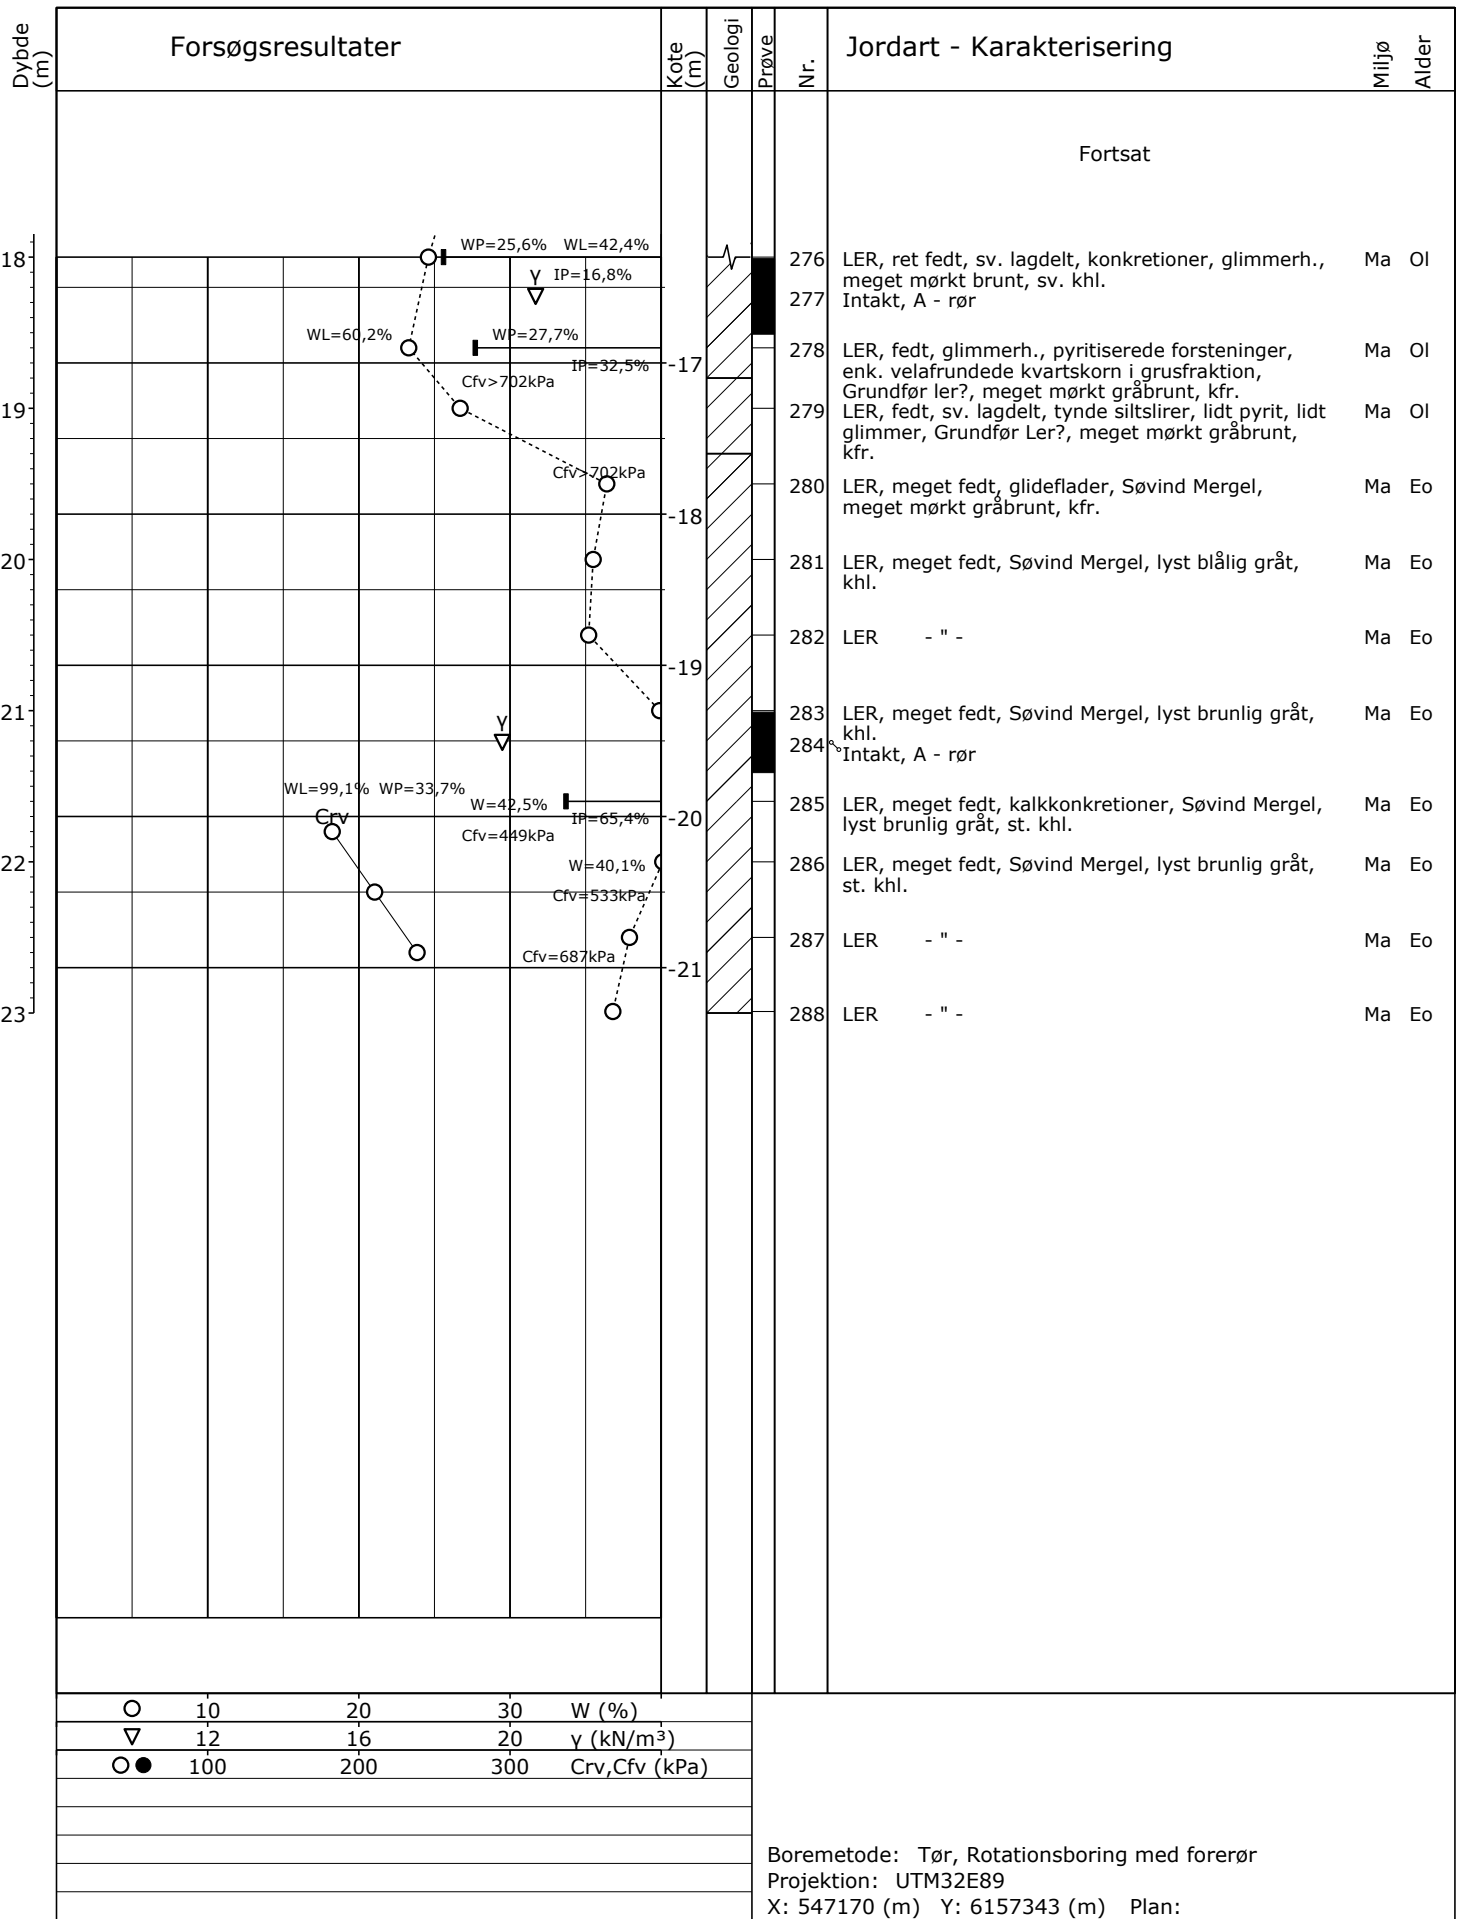 Dybde (m)
Forsøgsresultater
Kote (m)
Geologi
Prøve
Nr.
Jordart - Karakterisering
Miljø
Alder
Fortsat
WP=25,6% WL=42,4%
18
276 LER, ret fedt, sv. lagdelt, konkretioner, glimmerh., Ma Ol
meget mørkt brunt, sv. khl.
γ IP=16,8%
277 Intakt, A - rør
WL=60,2% WP=27,7%
278 LER, fedt, glimmerh., pyritiserede forsteninger, Ma Ol
enk. velafrundede kvartskorn i grusfraktion,
Grundfør ler?, meget mørkt gråbrunt, kfr.
IP=32,5%
-17
Cfv>702kPa
19
279 LER, fedt, sv. lagdelt, tynde siltslirer, lidt pyrit, lidt Ma Ol
glimmer, Grundfør Ler?, meget mørkt gråbrunt,
kfr.
Cfv>702kPa
280 LER, meget fedt, glideflader, Søvind Mergel, Ma Eo
meget mørkt gråbrunt, kfr.
-18
20
281 LER, meget fedt, Søvind Mergel, lyst blålig gråt, Ma Eo
khl.
282 LER - " - Ma Eo
-19
21
283 LER, meget fedt, Søvind Mergel, lyst brunlig gråt, Ma Eo
khl.
γ
284 Intakt, A - rør
WL=99,1% WP=33,7%
W=42,5%
285 LER, meget fedt, kalkkonkretioner, Søvind Mergel, Ma Eo
lyst brunlig gråt, st. khl.
Crv
IP=65,4%
-20
Cfv=449kPa
22
W=40,1%
286 LER, meget fedt, Søvind Mergel, lyst brunlig gråt, Ma Eo
st. khl.
Cfv=533kPa
287 LER - " - Ma Eo
Cfv=687kPa
-21
23
288 LER - " - Ma Eo
10 20 30 W (%)
12 16 20 γ (kN/m³)
100 200 300 Crv,Cfv (kPa)
Boremetode: Tør, Rotationsboring med forerør
Projektion: UTM32E89
X: 547170 (m) Y: 6157343 (m) Plan: